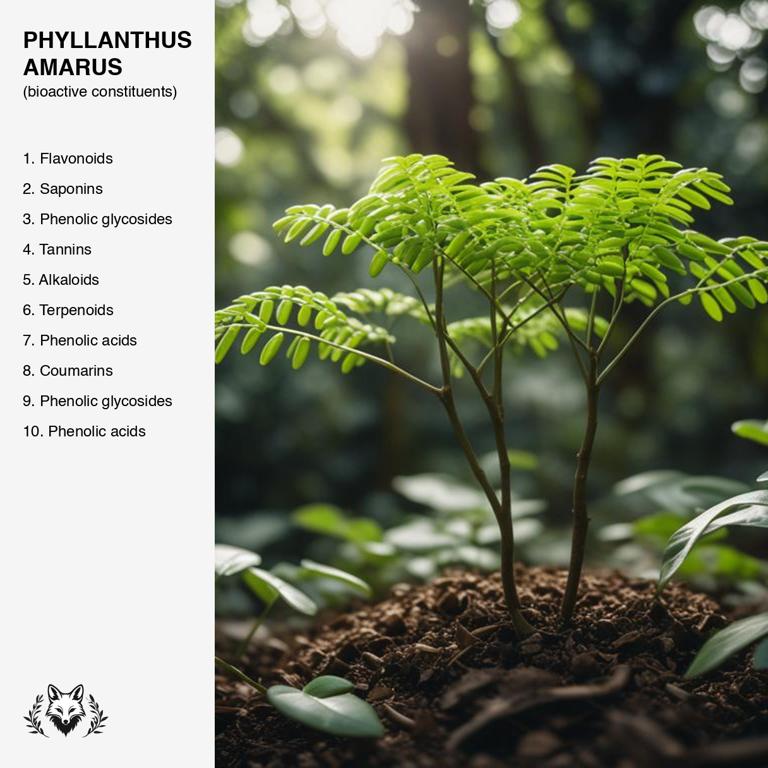 PHYLLANTHUS
AMARUS
(bioactive constituents)
1. Flavonoids
2. Saponins
3. Phenolic glycosides
4. Tannins
5. Alkaloids
6. Terpenoids
7. Phenolic acids
8. Coumarins
9. Phenolic glycosides
10. Phenolic acids